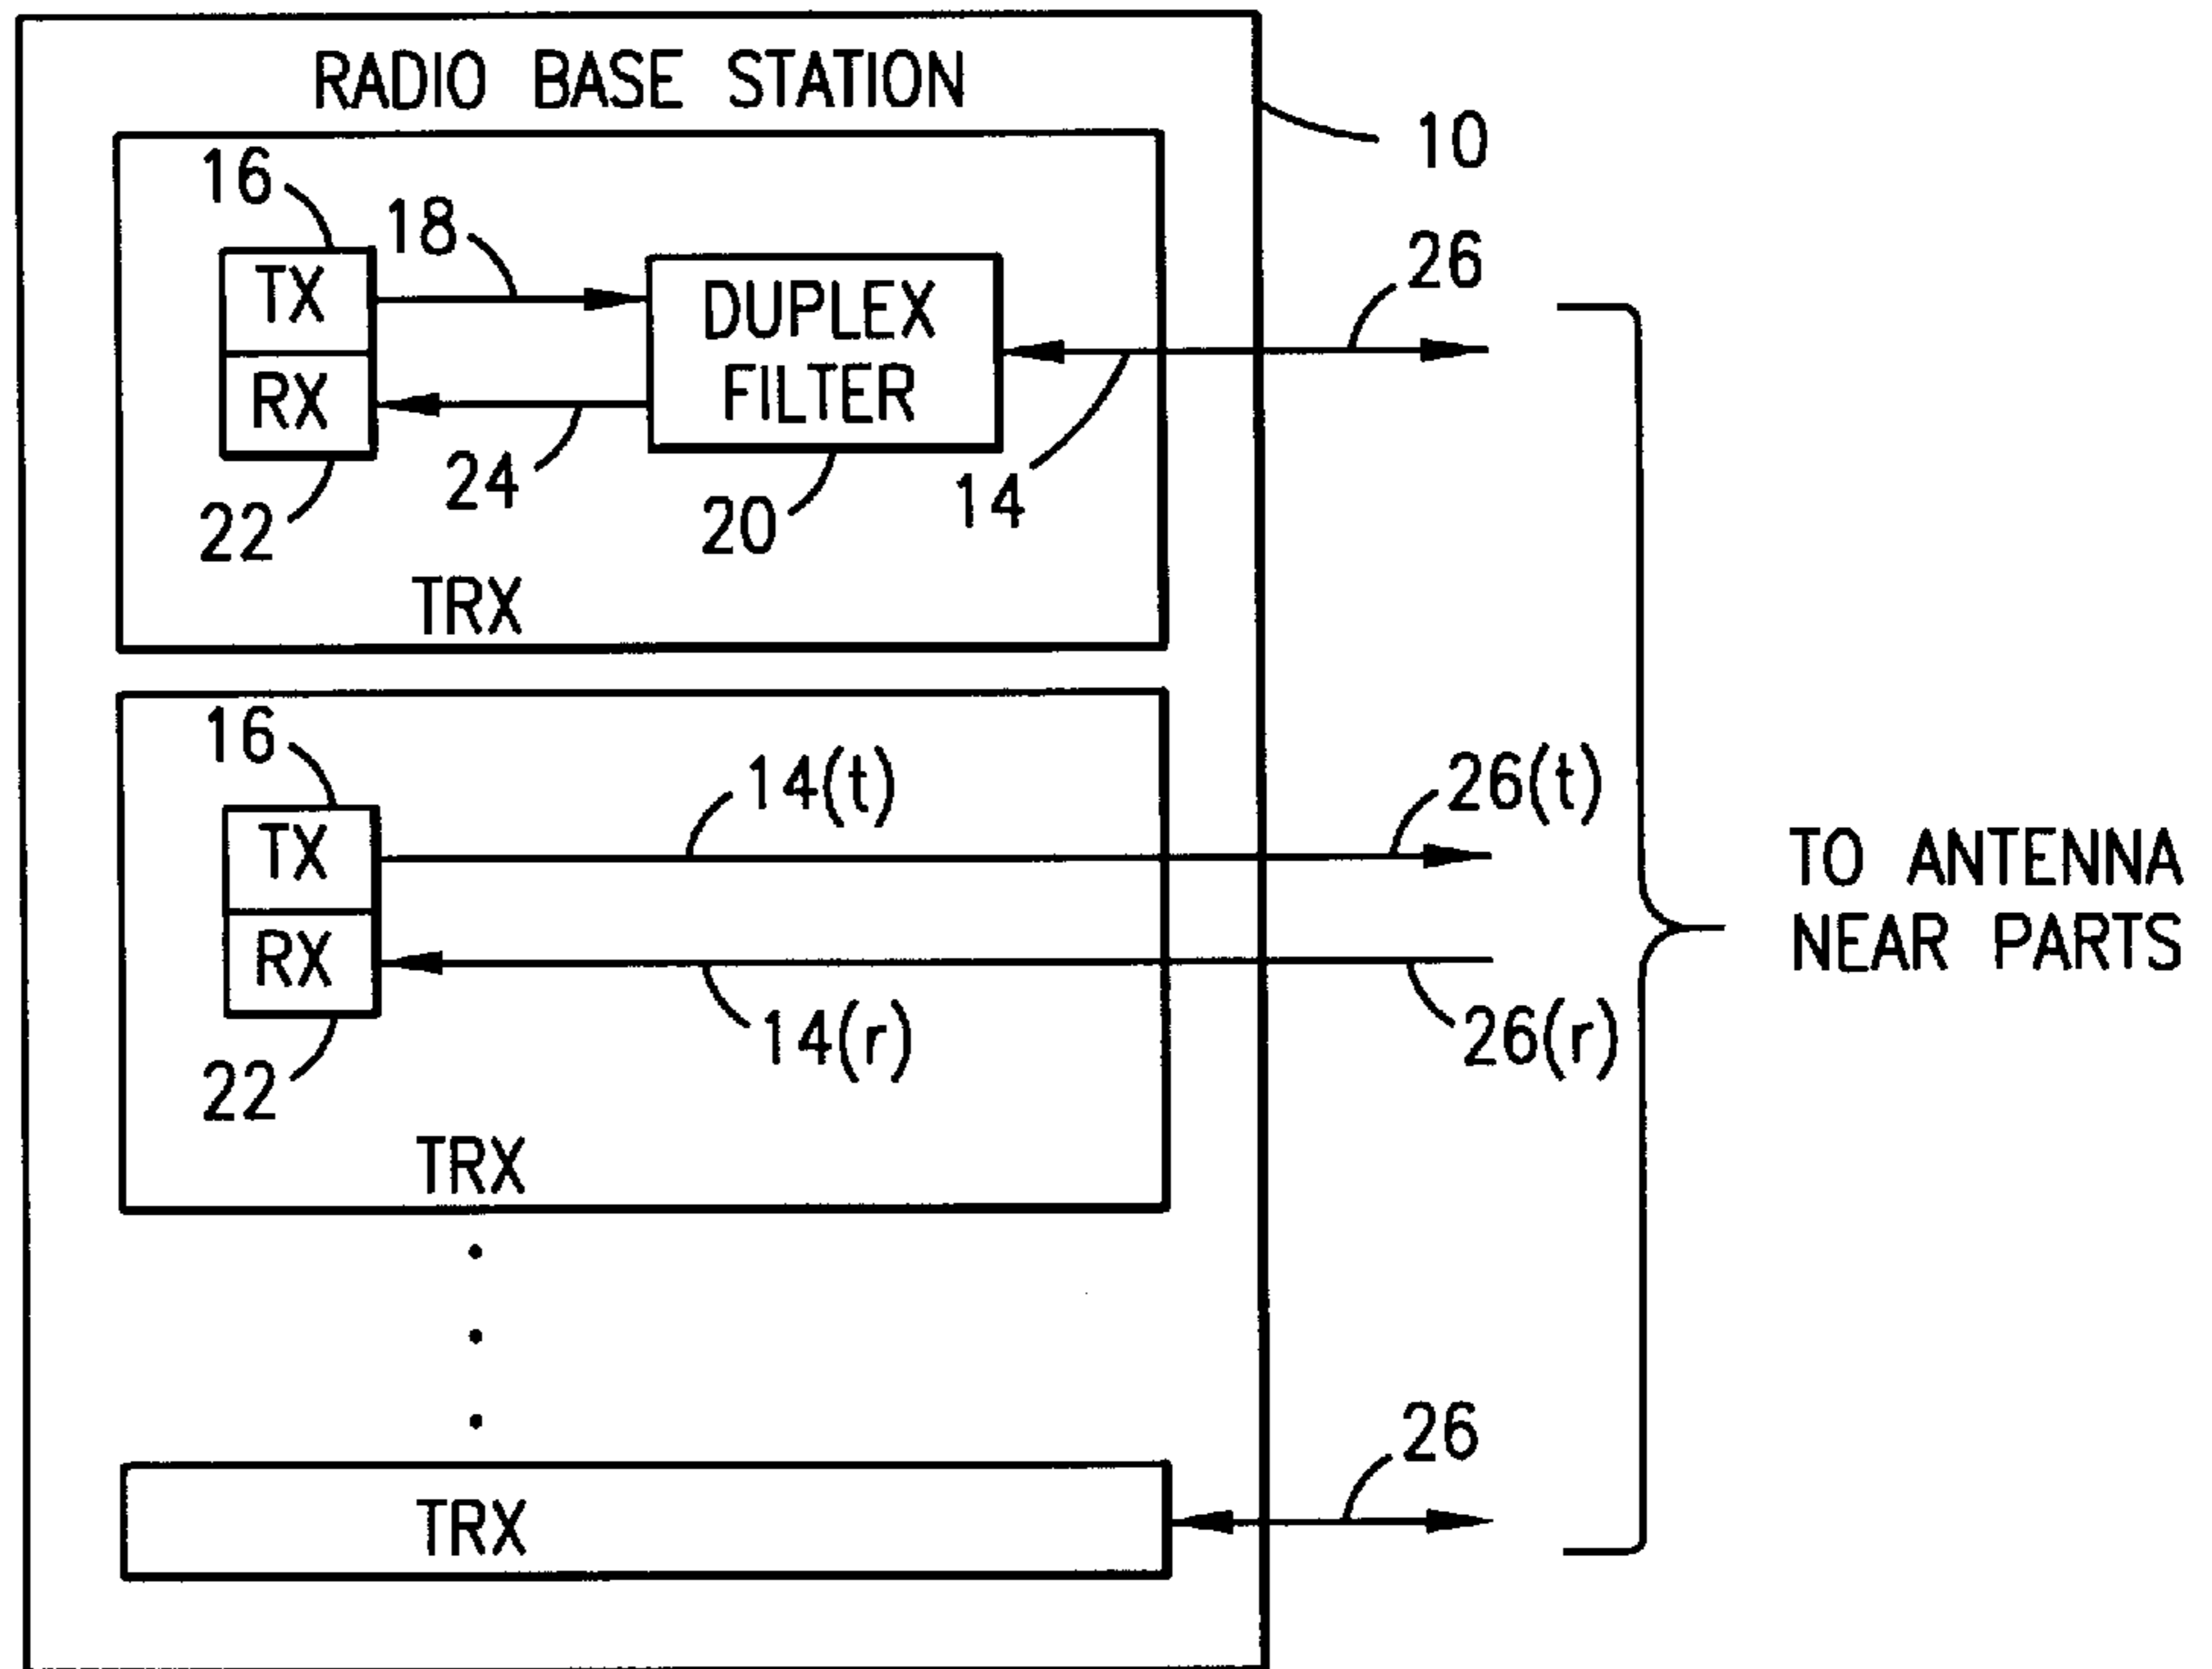 RADIO BASE STATION
10
16
18
26
TX
DUPLEX
FILTER
RX
24
14
22
20
TRX
16
14(t)
26(t)
TX
TO ANTENNA
NEAR PARTS
RX
14(r)
26(r)
22
TRX
26
TRX